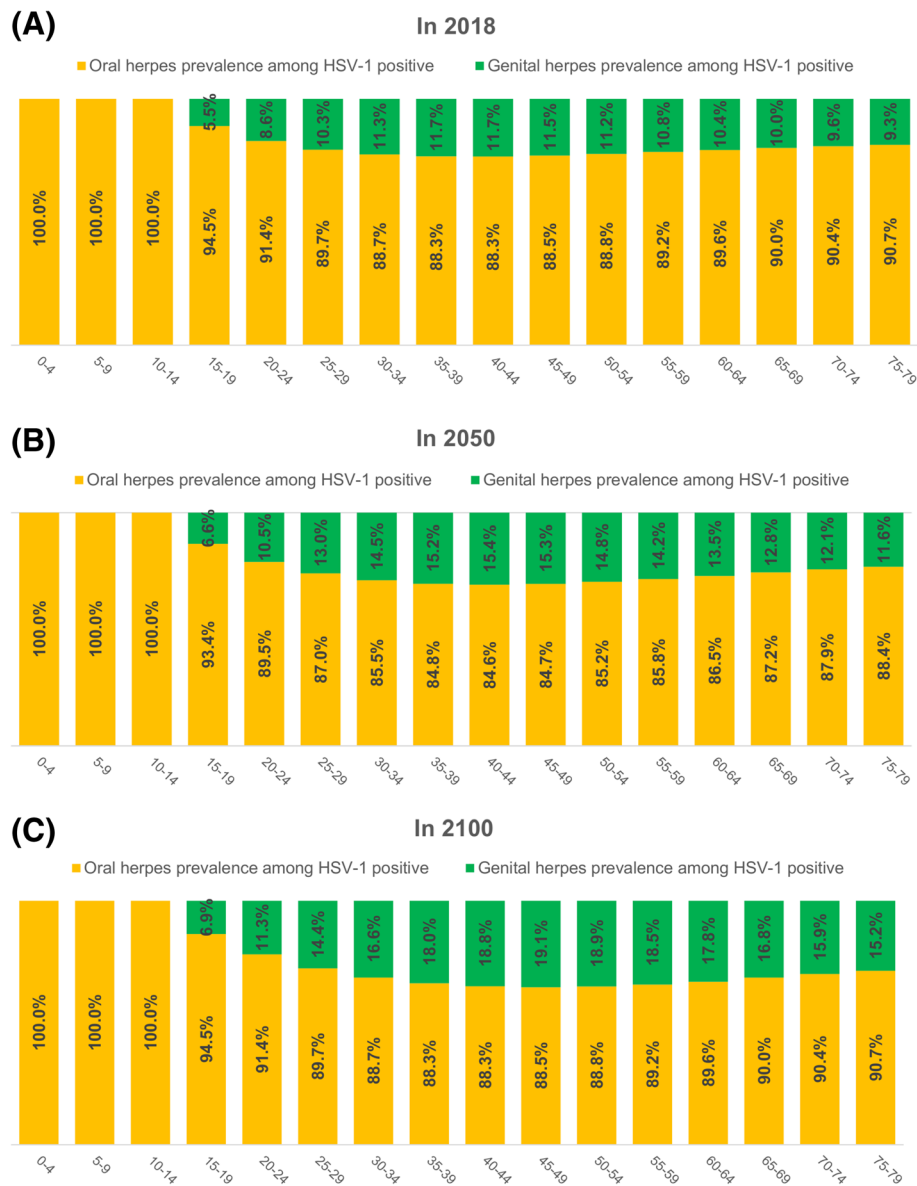 (A)
In 2018
Oral herpes prevalence among HSV-1 positive Genital herpes prevalence among HSV-1 positive
5.5% 8.6% 10.3% 11.3% 11.7% 11.7% 11.5% 11.2% 10.8% 10.4% 10.0% 9.6% 9.3%
100.0% 100.0% 100.0% 94.5% 91.4% 89.7% 88.7% 88.3% 88.3% 88.5% 88.8% 89.2% 89.6% 90.0% 90.4% 90.7%
0-4 5-9 10-14 15-19 20-24 25-29 30-34 35-39 40-44 45-49 50-54 55-59 60-64 65-69 70-74 75-79
(B)
In 2050
Oral herpes prevalence among HSV-1 positive Genital herpes prevalence among HSV-1 positive
6.6% 10.5% 13.0% 14.5% 15.2% 15.4% 15.3% 14.8% 14.2% 13.5% 12.8% 12.1% 11.6%
100.0% 100.0% 100.0% 93.4% 89.5% 87.0% 85.5% 84.8% 84.6% 84.7% 85.2% 85.8% 86.5% 87.2% 87.9% 88.4%
0-4 5-9 10-14 15-19 20-24 25-29 30-34 35-39 40-44 45-49 50-54 55-59 60-64 65-69 70-74 75-79
(C)
In 2100
Oral herpes prevalence among HSV-1 positive Genital herpes prevalence among HSV-1 positive
6.9% 11.3% 14.4% 16.6% 18.0% 18.8% 19.1% 18.9% 18.5% 17.8% 16.8% 15.9% 15.2%
100.0% 100.0% 100.0% 94.5% 91.4% 89.7% 88.7% 88.3% 88.3% 88.5% 88.8% 89.2% 89.6% 90.0% 90.4% 90.7%
0-4 5-9 10-14 15-19 20-24 25-29 30-34 35-39 40-44 45-49 50-54 55-59 60-64 65-69 70-74 75-79